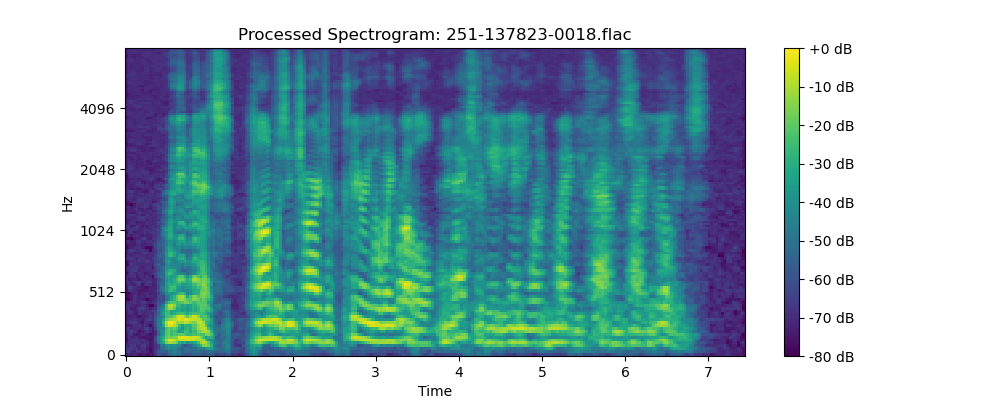 Processed Spectrogram: 251-137823-0018.flac
Hz
4096
2048
1024
512
0
0 1 2 3 4 5 6 7
Time
+0 dB
-10 dB
-20 dB
-30 dB
-40 dB
-50 dB
-60 dB
-70 dB
-80 dB